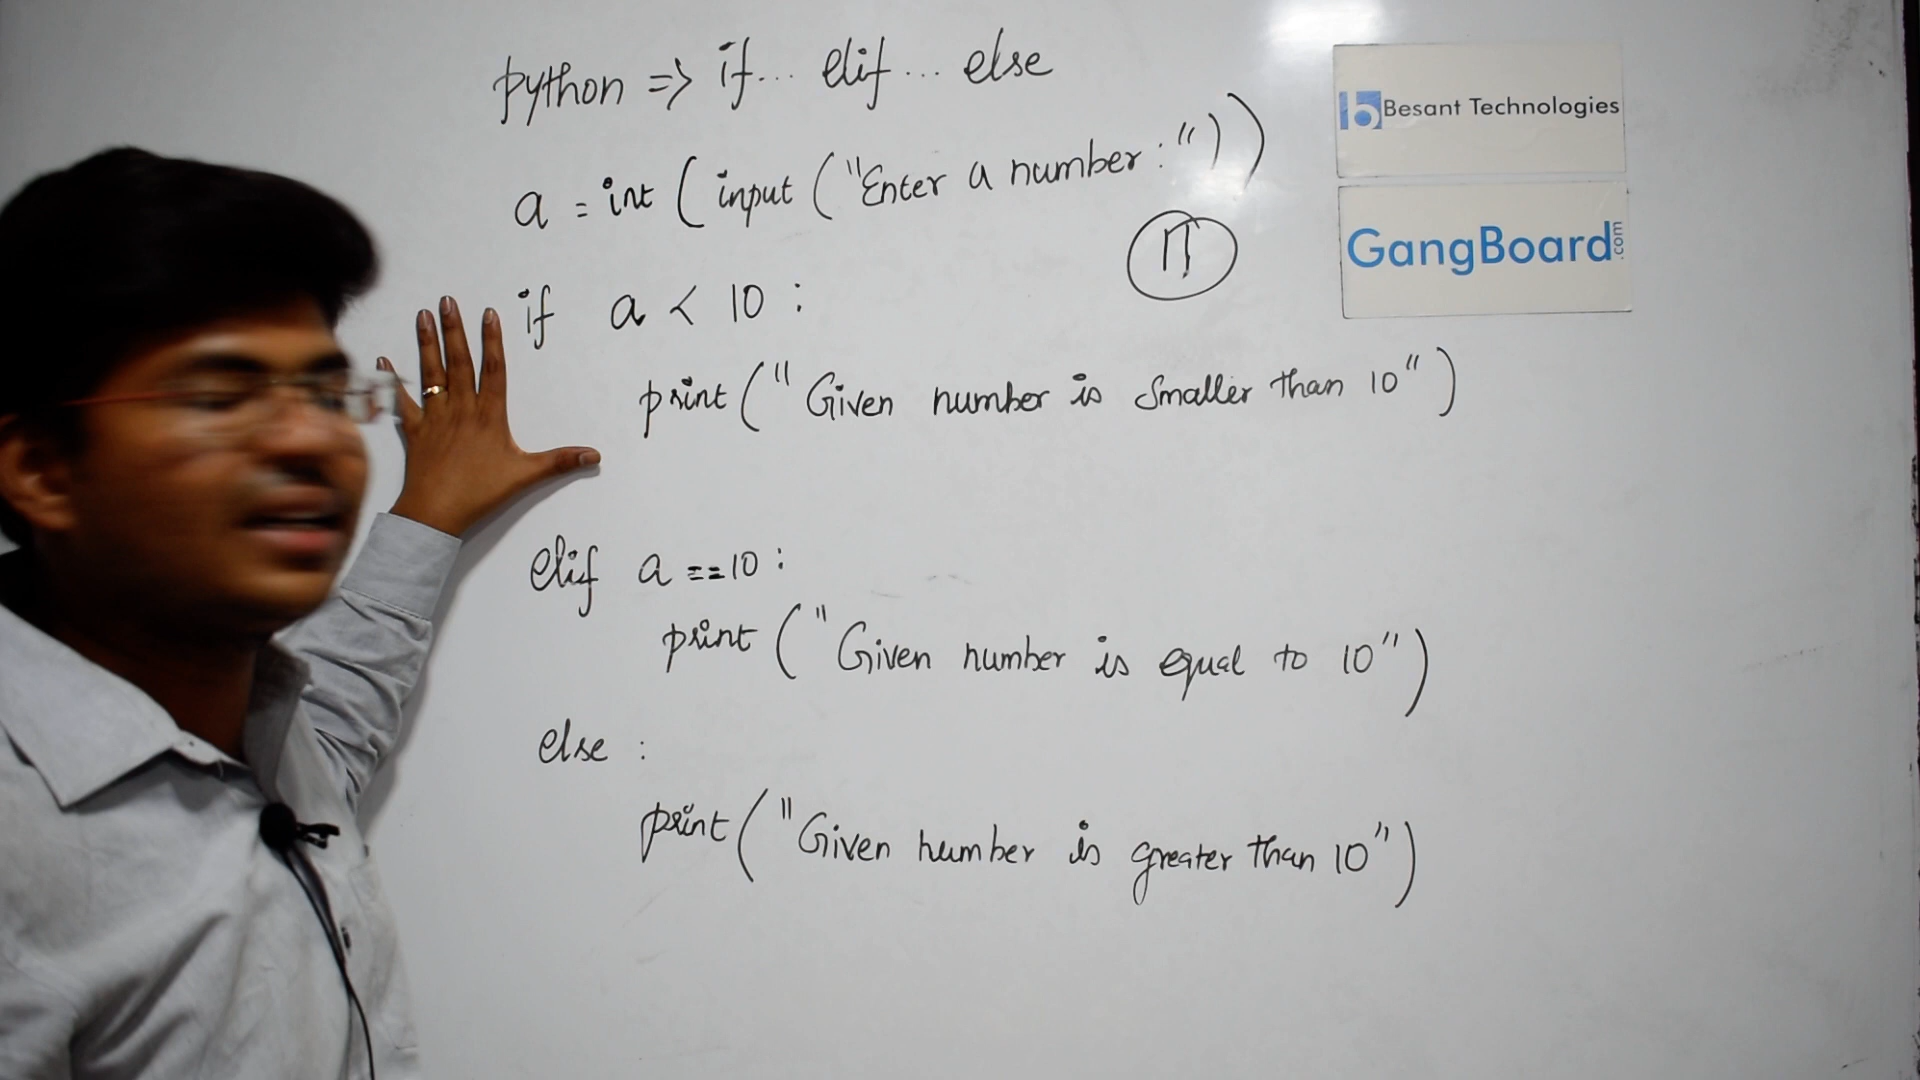 python => if... elif... else
a = int ( input ( "Enter a number : " ) )
if a < 10 :
print ( " Given number is smaller than 10 " )
elif a == 10 :
print ( " Given number is equal to 10 " )
else :
print ( " Given number is greater than 10 " )
Besant Technologies
GangBoard.com